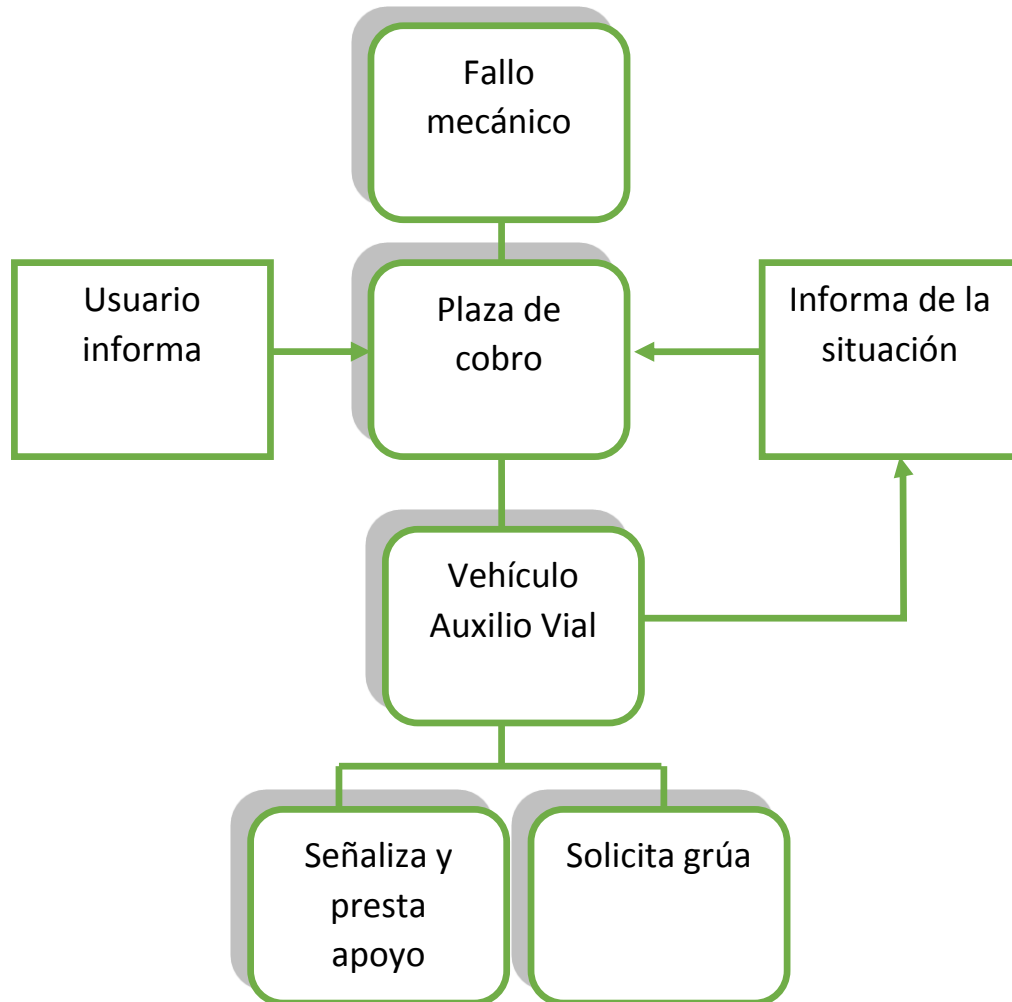 Fallo
mecánico
Usuario
informa
Plaza de
cobro
Informa de la
situación
Vehículo
Auxilio Vial
Señaliza y
presta
apoyo
Solicita grúa